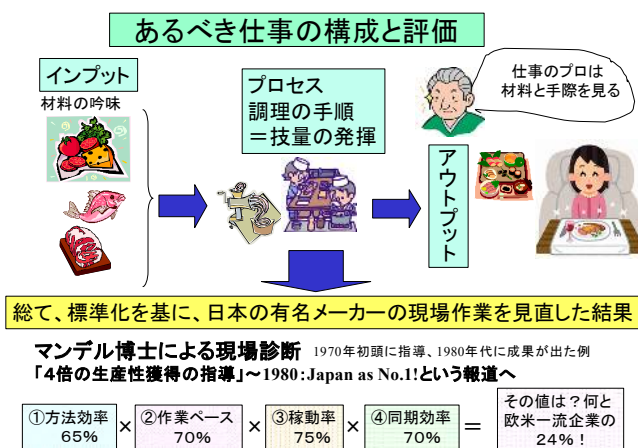 あるべき仕事の構成と評価
インプット
材料の吟味
プロセス
調理の手順
＝技量の発揮
仕事のプロは
材料と手際を見る
アウトプット
総て、標準化を基に、日本の有名メーカーの現場作業を見直した結果
マンデル博士による現場診断 1970年初頭に指導、1980年代に成果が出た例
「４倍の生産性獲得の指導」～1980：Japan as No.1!という報道へ
①方法効率
65%
×
②作業ペース
70%
×
③稼動率
75%
×
④同期効率
70%
＝
その値は？何と
欧米一流企業の
24%！